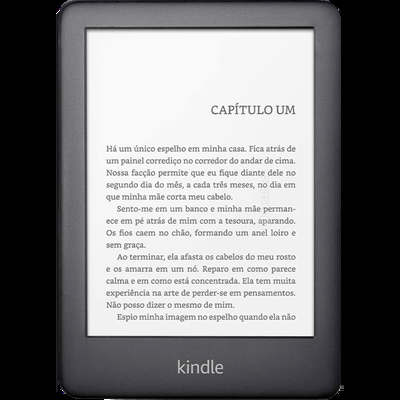 CAPÍTULO UM
Há um único espelho em minha casa. Fica atrás de
um painel corrediço no corredor do andar de cima.
Nossa facção permite que eu fique diante dele no
segundo dia do mês, a cada três meses, no dia em
que minha mãe corta meu cabelo.
Sento-me em um banco e minha mãe perman-
ece em pé atrás de mim com a tesoura, aparando.
Os fios caem no chão, formando um anel loiro e
sem graça.
Ao terminar, ela afasta os cabelos do meu rosto
e os amarra em um nó. Reparo em como parece
calma e em como está concentrada. Ela tem muita
experiência na arte de perder-se em pensamentos.
Não posso dizer o mesmo de mim.
Espio minha imagem no espelho quando ela não
kindle